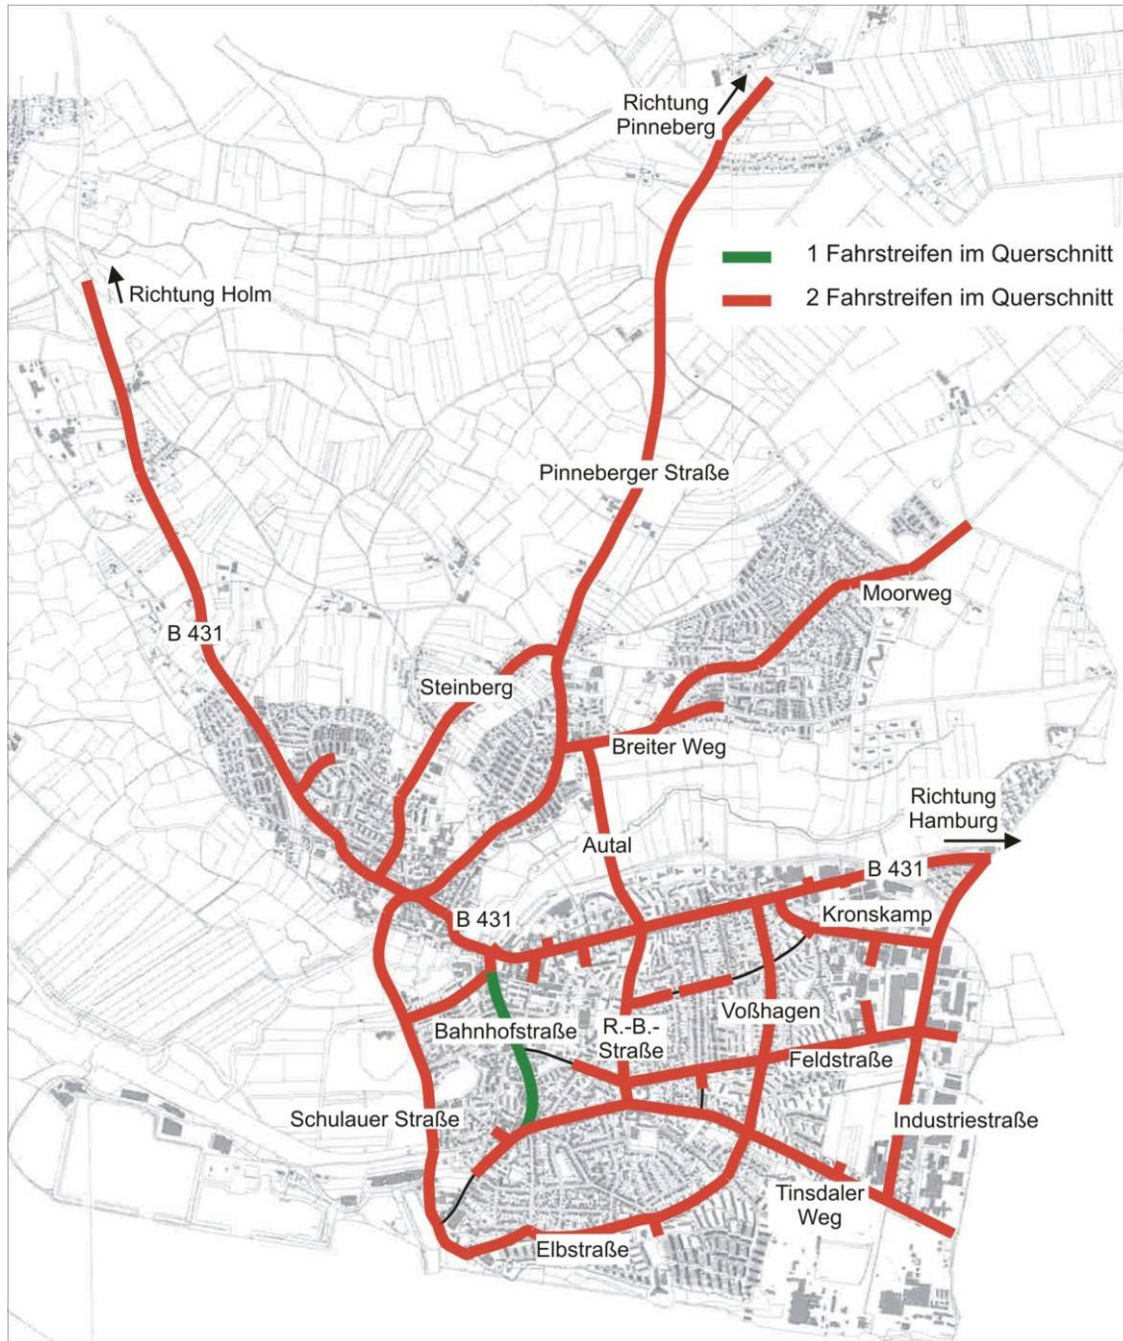 Richtung
Pinneberg
1 Fahrstreifen im Querschnitt
2 Fahrstreifen im Querschnitt
Richtung Holm
Pinneberger Straße
Moorweg
B 431
Steinberg
Breiter Weg
Richtung
Hamburg
Autal
B 431
Kronskamp
B 431
Voßhagen
Bahnhofstraße
R.-B.-
Straße
Feldstraße
Schulauer Straße
Industriestraße
Tinsdaler
Weg
Elbstraße